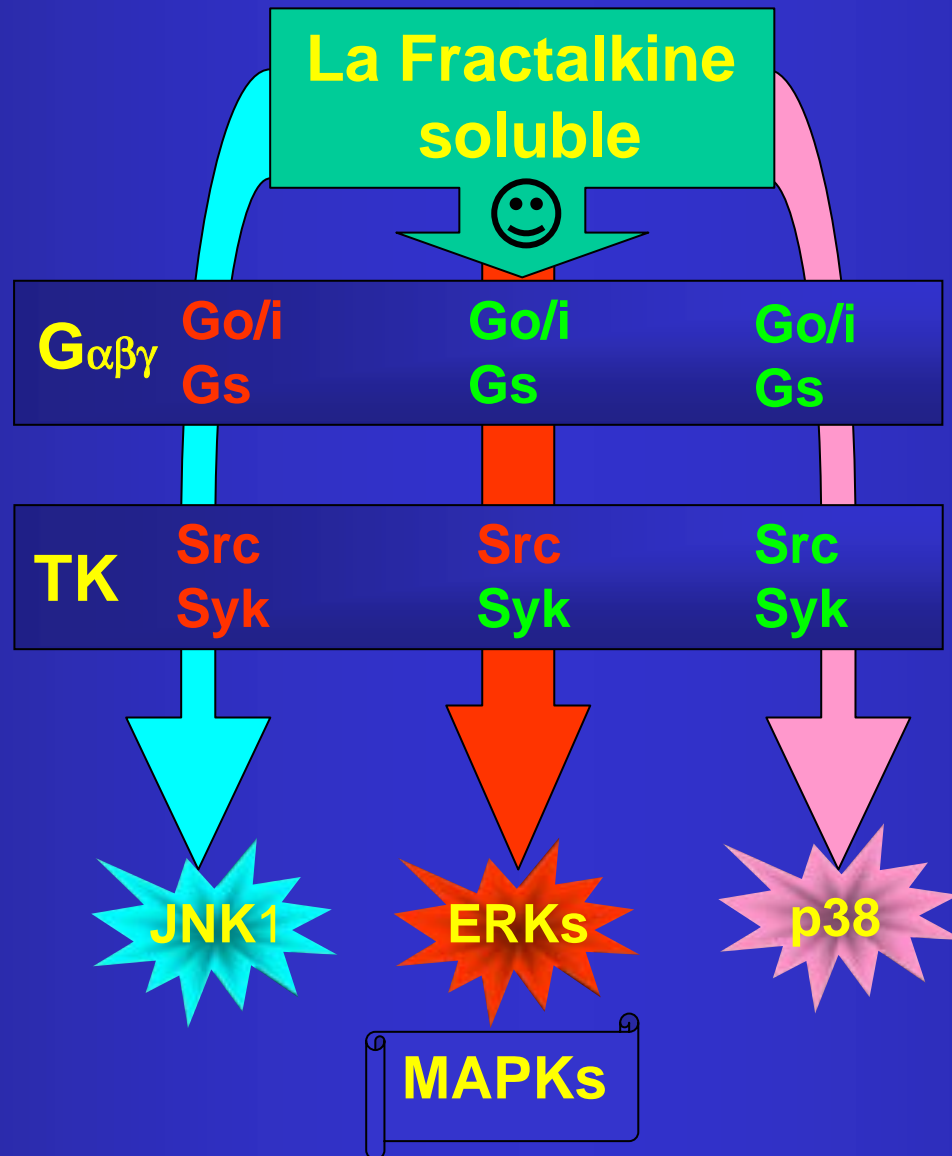 La Fractalkine
soluble
Gαβγ
Go/i Go/i Go/i
Gs Gs Gs
TK
Src Src Src
Syk Syk Syk
JNK1 ERKs p38
MAPKs